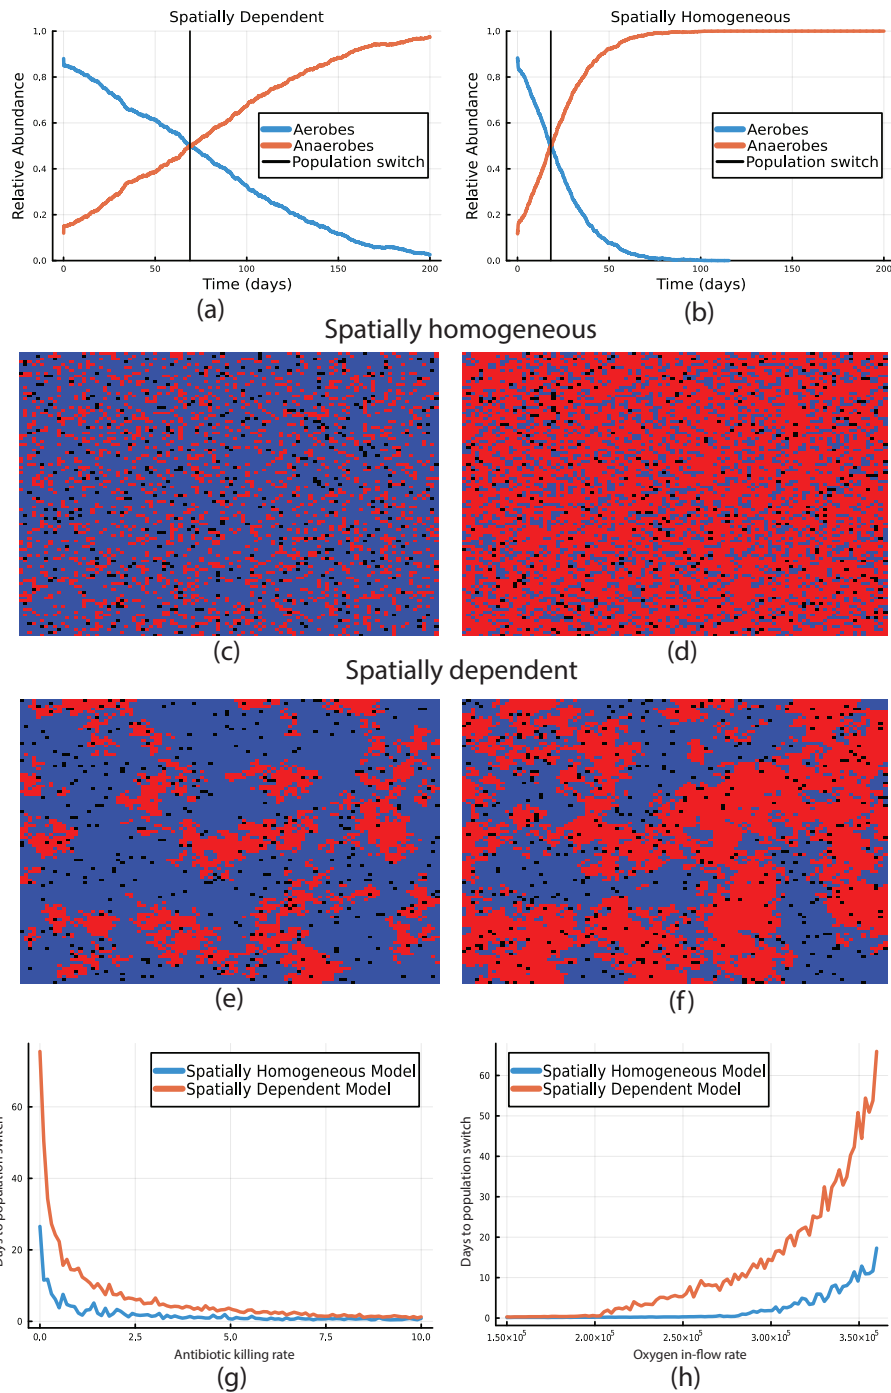 Spatially Dependent
Relative Abundance
1.0
0.8
0.6
0.4
0.2
0.0
Aerobes
Anaerobes
Population switch
0
50
100
150
200
Time (days)
(a)
Spatially Homogeneous
Relative Abundance
1.0
0.8
0.6
0.4
0.2
0.0
Aerobes
Anaerobes
Population switch
0
50
100
150
200
Time (days)
(b)
Spatially homogeneous
(c)
(d)
Spatially dependent
(e)
(f)
Days to population switch
60
40
20
0
Spatially Homogeneous Model
Spatially Dependent Model
0.0
2.5
5.0
7.5
10.0
Antibiotic killing rate
(g)
Days to population switch
60
50
40
30
20
10
0
Spatially Homogeneous Model
Spatially Dependent Model
1.50×10⁵
2.00×10⁵
2.50×10⁵
3.00×10⁵
3.50×10⁵
Oxygen in-flow rate
(h)